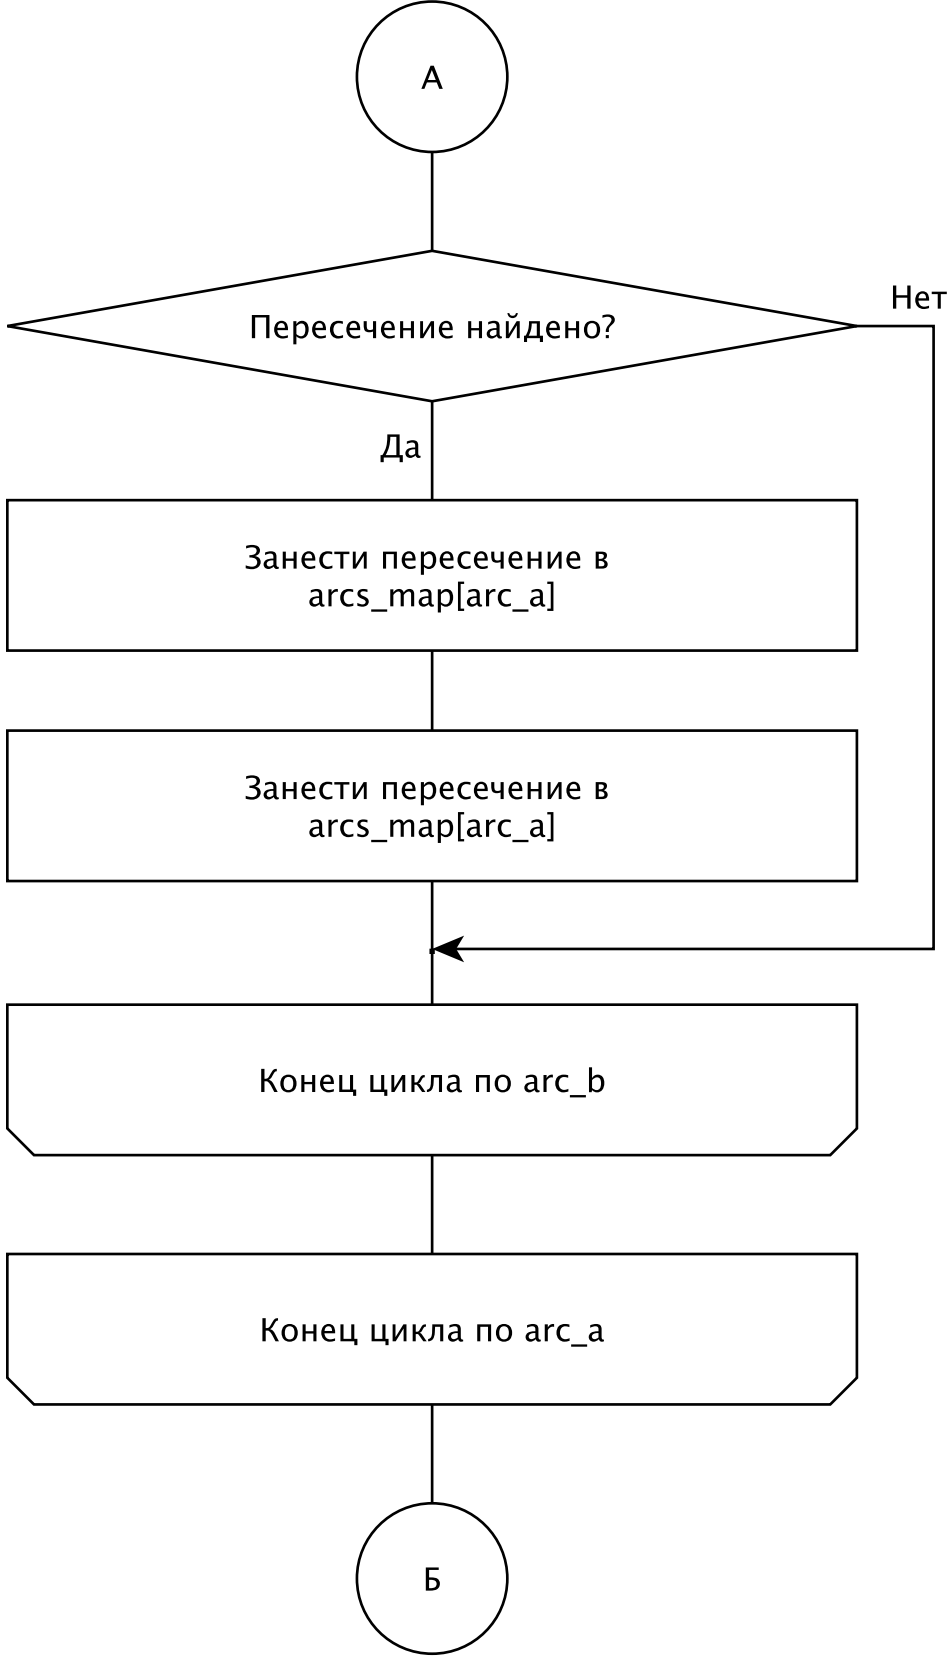 А
Нет
Пересечение найдено?
Да
Занести пересечение в
arcs_map[arc_a]
Занести пересечение в
arcs_map[arc_a]
Конец цикла по arc_b
Конец цикла по arc_a
Б